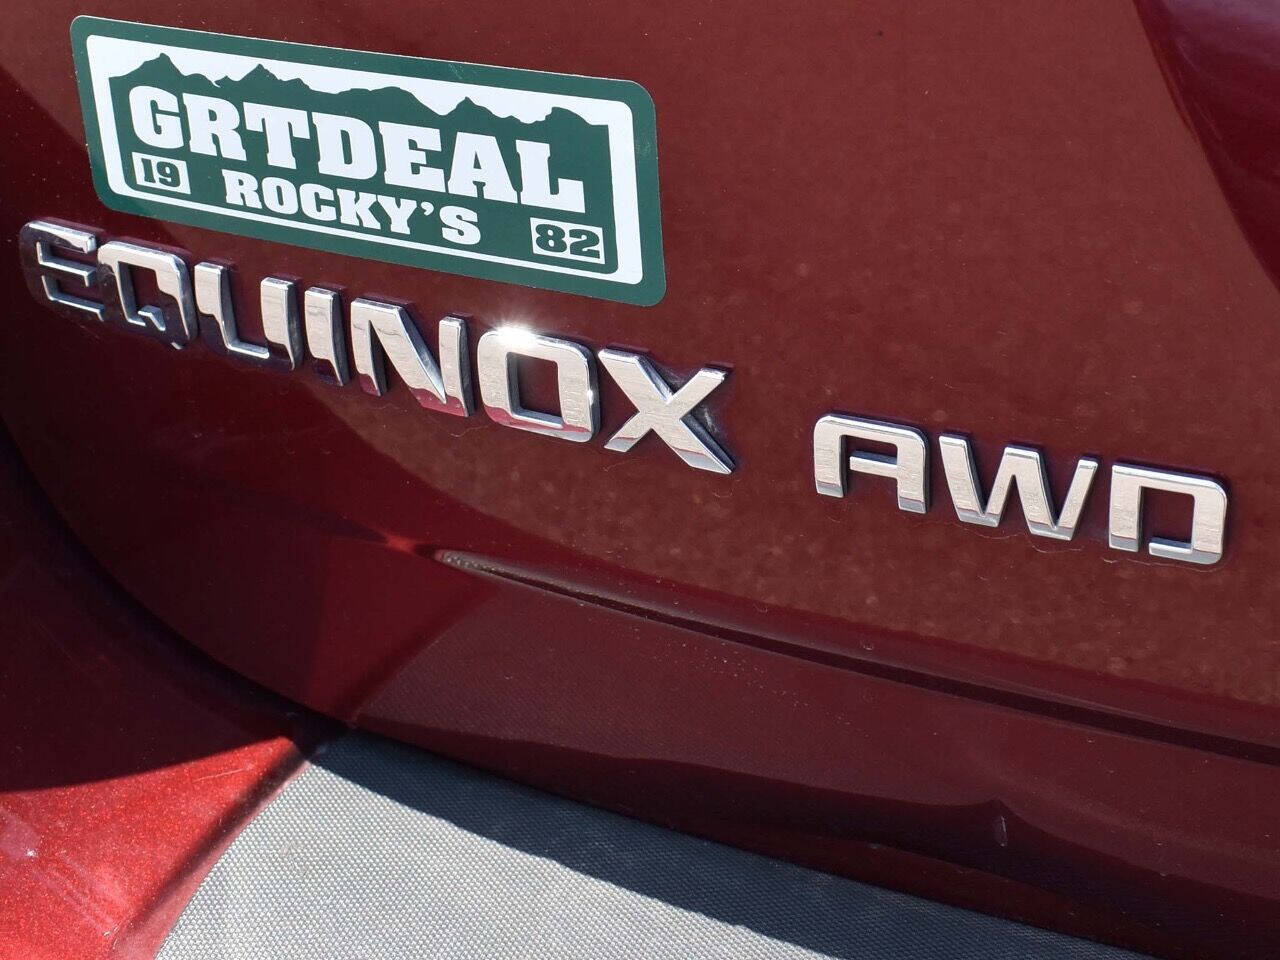 GRTDEAL
19 ROCKY'S 82
EQUINOX AWD